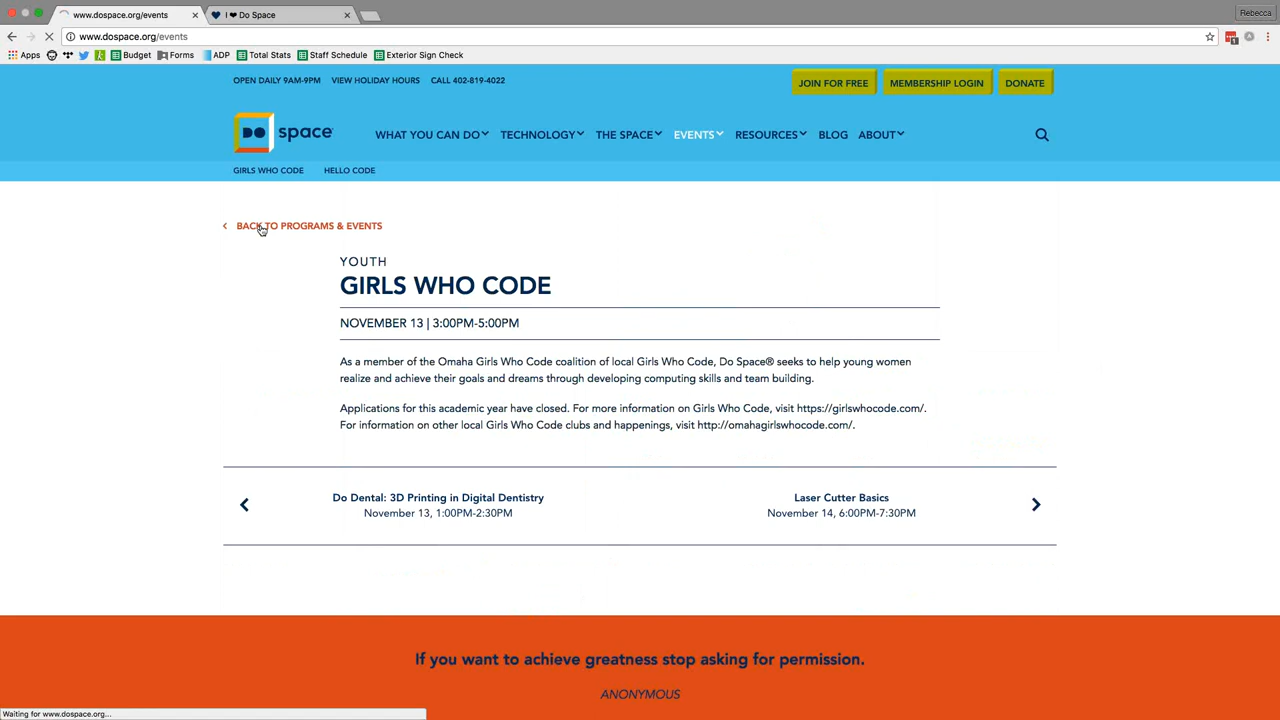 www.dospace.org/events
I ❤ Do Space
Rebecca
www.dospace.org/events
Apps
Budget
Forms
ADP
Total Stats
Staff Schedule
Exterior Sign Check
OPEN DAILY 9AM-9PM VIEW HOLIDAY HOURS CALL 402-819-4022
JOIN FOR FREE
MEMBERSHIP LOGIN
DONATE
DO space
WHAT YOU CAN DO TECHNOLOGY THE SPACE EVENTS RESOURCES BLOG ABOUT
GIRLS WHO CODE HELLO CODE
BACK TO PROGRAMS & EVENTS
YOUTH
GIRLS WHO CODE
NOVEMBER 13 | 3:00PM-5:00PM
As a member of the Omaha Girls Who Code coalition of local Girls Who Code, Do Space® seeks to help young women
realize and achieve their goals and dreams through developing computing skills and team building.
Applications for this academic year have closed. For more information on Girls Who Code, visit https://girlswhocode.com/.
For information on other local Girls Who Code clubs and happenings, visit http://omahagirlswhocode.com/.
Do Dental: 3D Printing in Digital Dentistry
November 13, 1:00PM-2:30PM
Laser Cutter Basics
November 14, 6:00PM-7:30PM
If you want to achieve greatness stop asking for permission.
ANONYMOUS
Waiting for www.dospace.org...